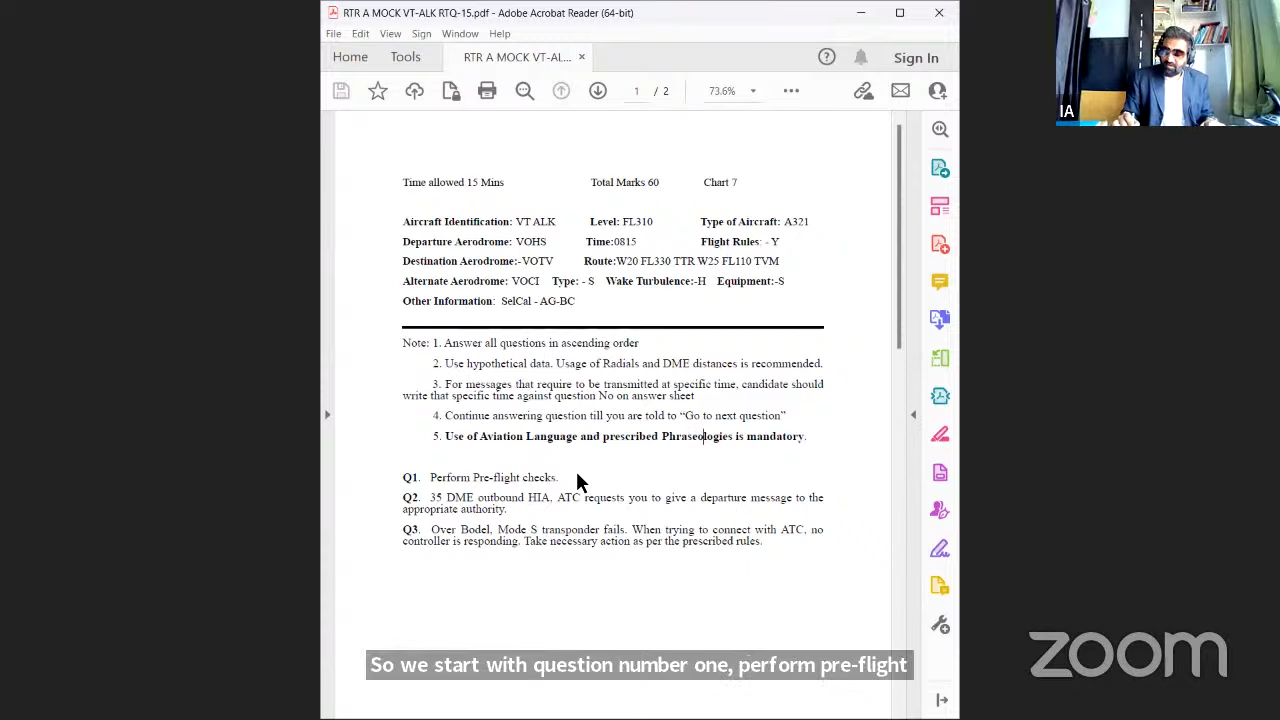 RTR A MOCK VT-ALK RTQ-15.pdf - Adobe Acrobat Reader (64-bit)
File Edit View Sign Window Help
Home Tools RTR A MOCK VT-AL... × Sign In
1 / 2 73.6%
IA
Time allowed 15 Mins Total Marks 60 Chart 7
Aircraft Identification: VT ALK Level: FL310 Type of Aircraft: A321
Departure Aerodrome: VOHS Time:0815 Flight Rules: - Y
Destination Aerodrome:-VOTV Route:W20 FL330 TTR W25 FL110 TVM
Alternate Aerodrome: VOCI Type: - S Wake Turbulence:-H Equipment:-S
Other Information: SelCal - AG-BC
Note: 1. Answer all questions in ascending order
2. Use hypothetical data. Usage of Radials and DME distances is recommended.
3. For messages that require to be transmitted at specific time, candidate should
write that specific time against question No on answer sheet
4. Continue answering question till you are told to “Go to next question”
5. Use of Aviation Language and prescribed Phraseologies is mandatory.
Q1. Perform Pre-flight checks.
Q2. 35 DME outbound HIA, ATC requests you to give a departure message to the
appropriate authority.
Q3. Over Bodel, Mode S transponder fails. When trying to connect with ATC, no
controller is responding. Take necessary action as per the prescribed rules.
So we start with question number one, perform pre-flight
zoom